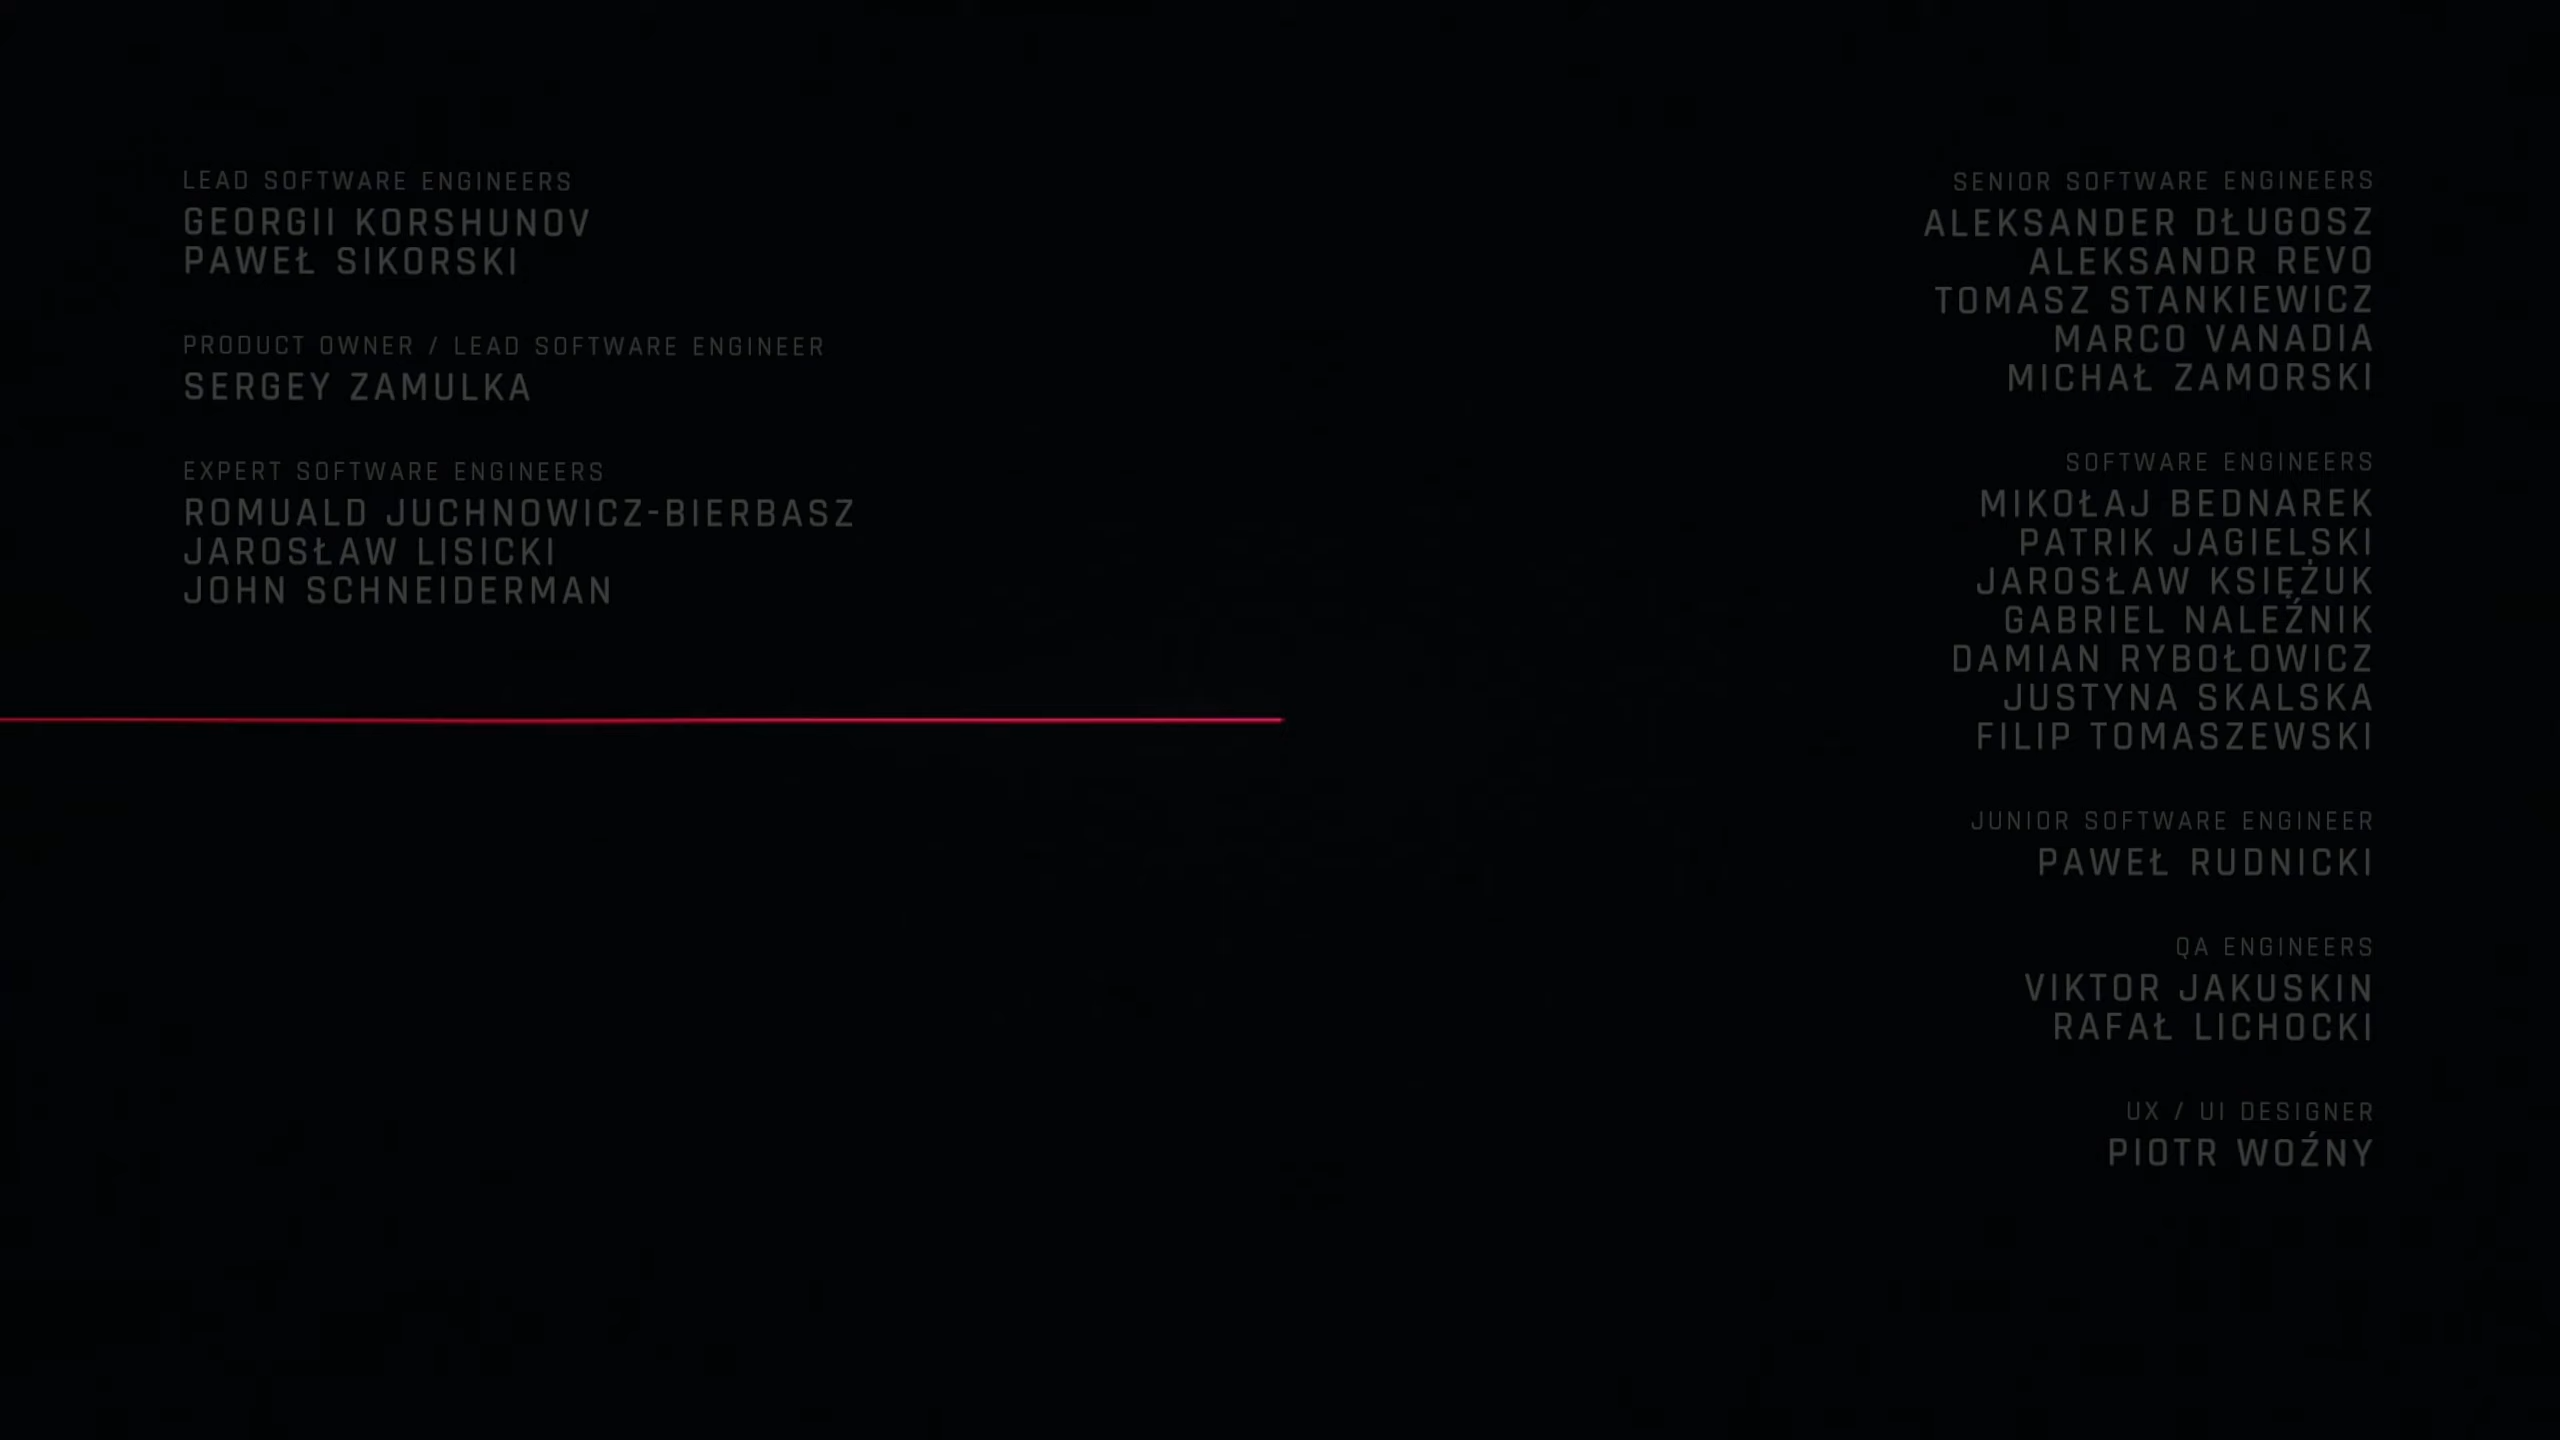 LEAD SOFTWARE ENGINEERS
GEORGII KORSHUNOV
PAWEŁ SIKORSKI
PRODUCT OWNER / LEAD SOFTWARE ENGINEER
SERGEY ZAMULKA
EXPERT SOFTWARE ENGINEERS
ROMUALD JUCHNOWICZ-BIERBASZ
JAROSŁAW LISICKI
JOHN SCHNEIDERMAN
SENIOR SOFTWARE ENGINEERS
ALEKSANDER DŁUGOSZ
ALEKSANDR REVO
TOMASZ STANKIEWICZ
MARCO VANADIA
MICHAŁ ZAMORSKI
SOFTWARE ENGINEERS
MIKOŁAJ BEDNAREK
PATRIK JAGIELSKI
JAROSŁAW KSIĘŻUK
GABRIEL NALEŹNIK
DAMIAN RYBOŁOWICZ
JUSTYNA SKALSKA
FILIP TOMASZEWSKI
JUNIOR SOFTWARE ENGINEER
PAWEŁ RUDNICKI
QA ENGINEERS
VIKTOR JAKUSKIN
RAFAŁ LICHOCKI
UX / UI DESIGNER
PIOTR WOŹNY